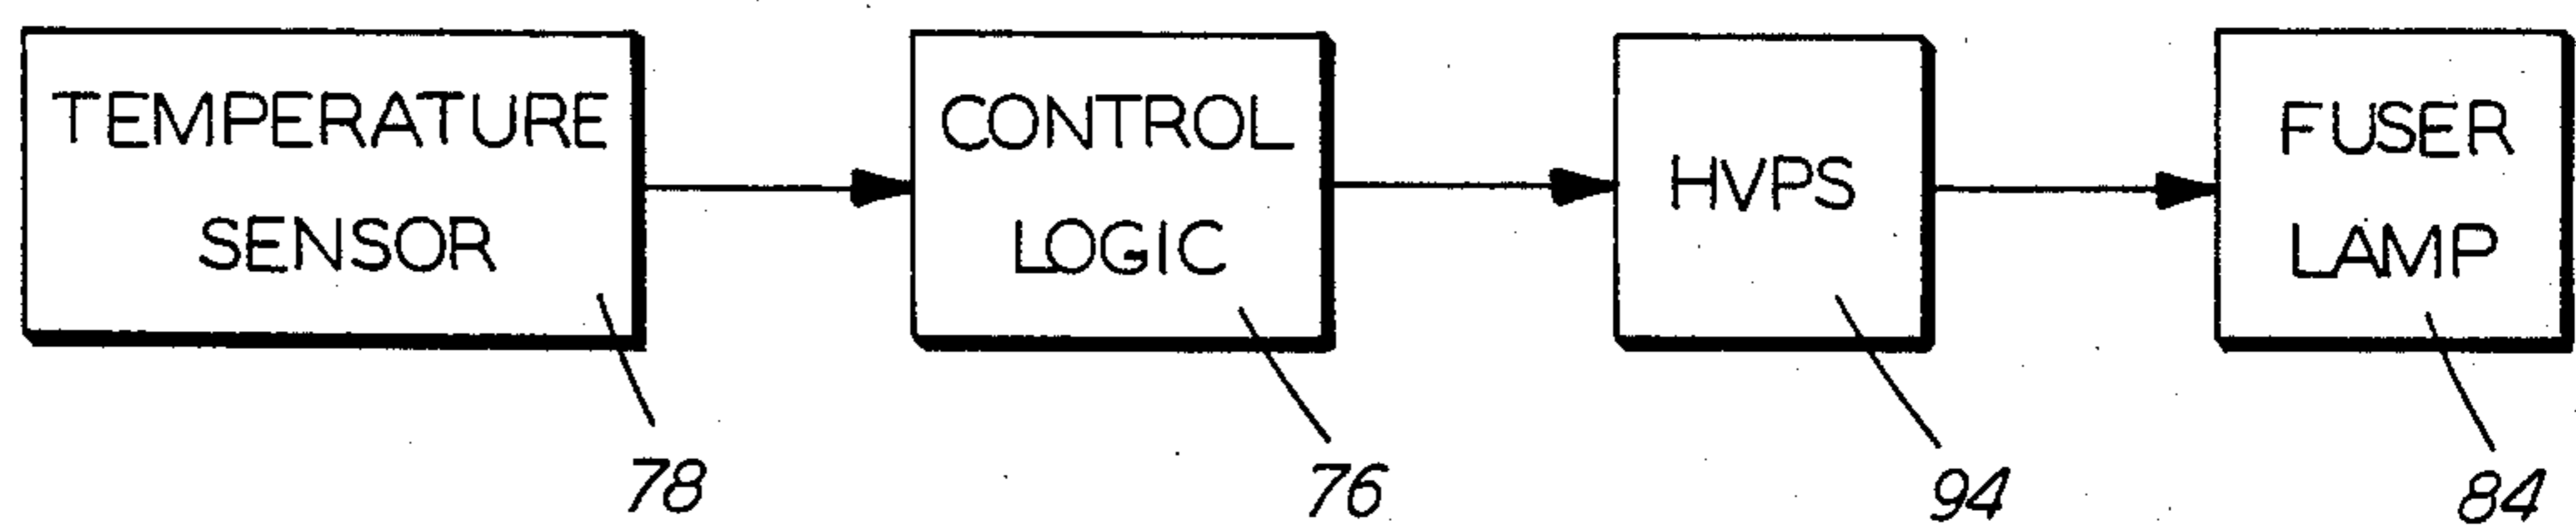 TEMPERATURE
SENSOR
78
CONTROL
LOGIC
76
HVPS
94
FUSER
LAMP
84